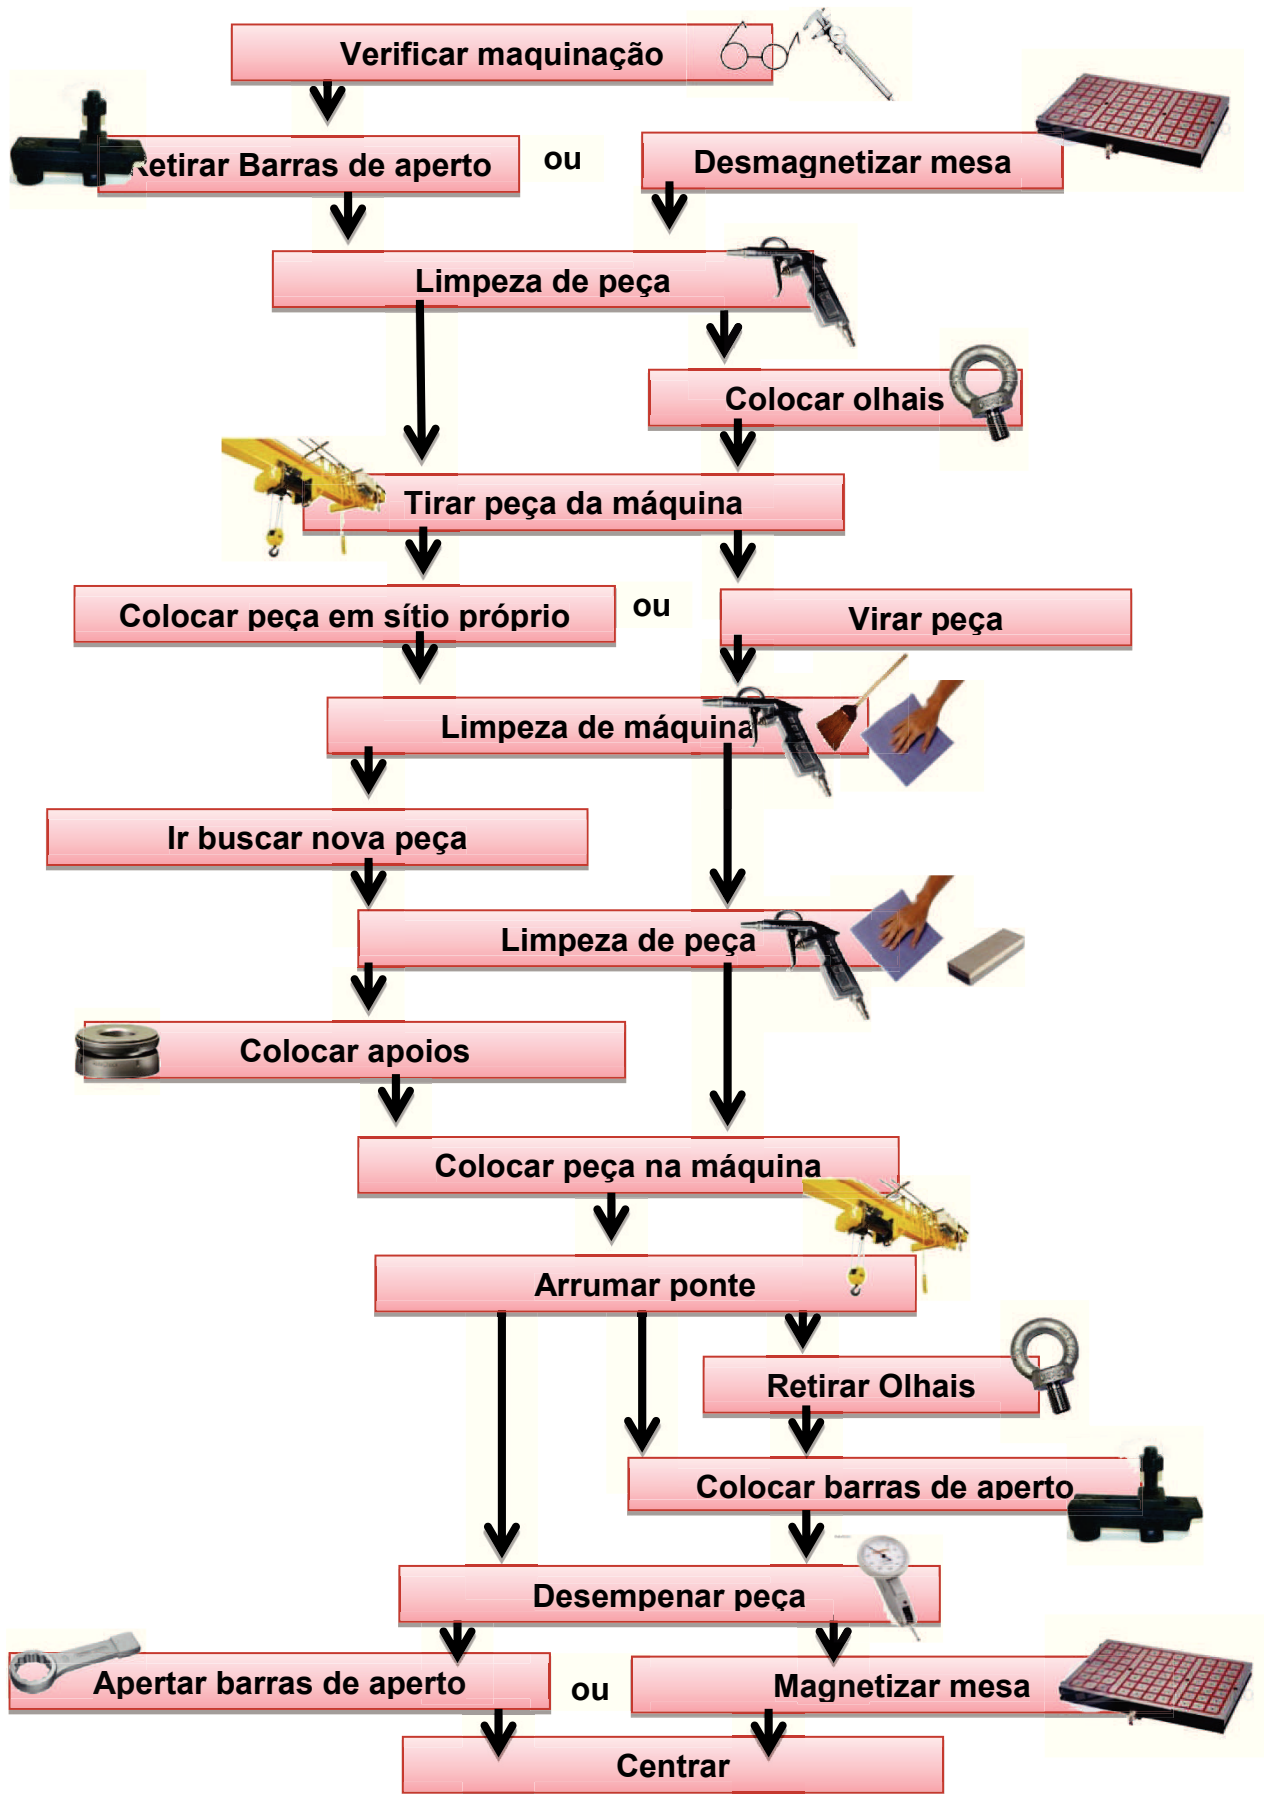 Verificar maquinação
Retirar Barras de aperto
ou
Desmagnetizar mesa
Limpeza de peça
Colocar olhais
Tirar peça da máquina
Colocar peça em sítio próprio
ou
Virar peça
Limpeza de máquina
Ir buscar nova peça
Limpeza de peça
Colocar apoios
Colocar peça na máquina
Arrumar ponte
Retirar Olhais
Colocar barras de aperto
Desempenar peça
Apertar barras de aperto
ou
Magnetizar mesa
Centrar